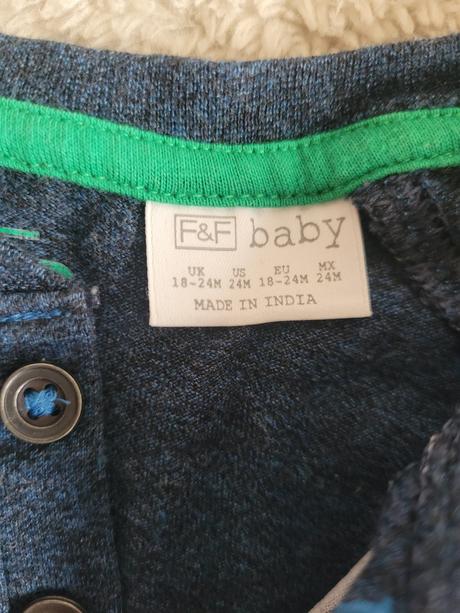 F&F baby
UK US EU MX
18-24M 24M 18-24M 24M
MADE IN INDIA